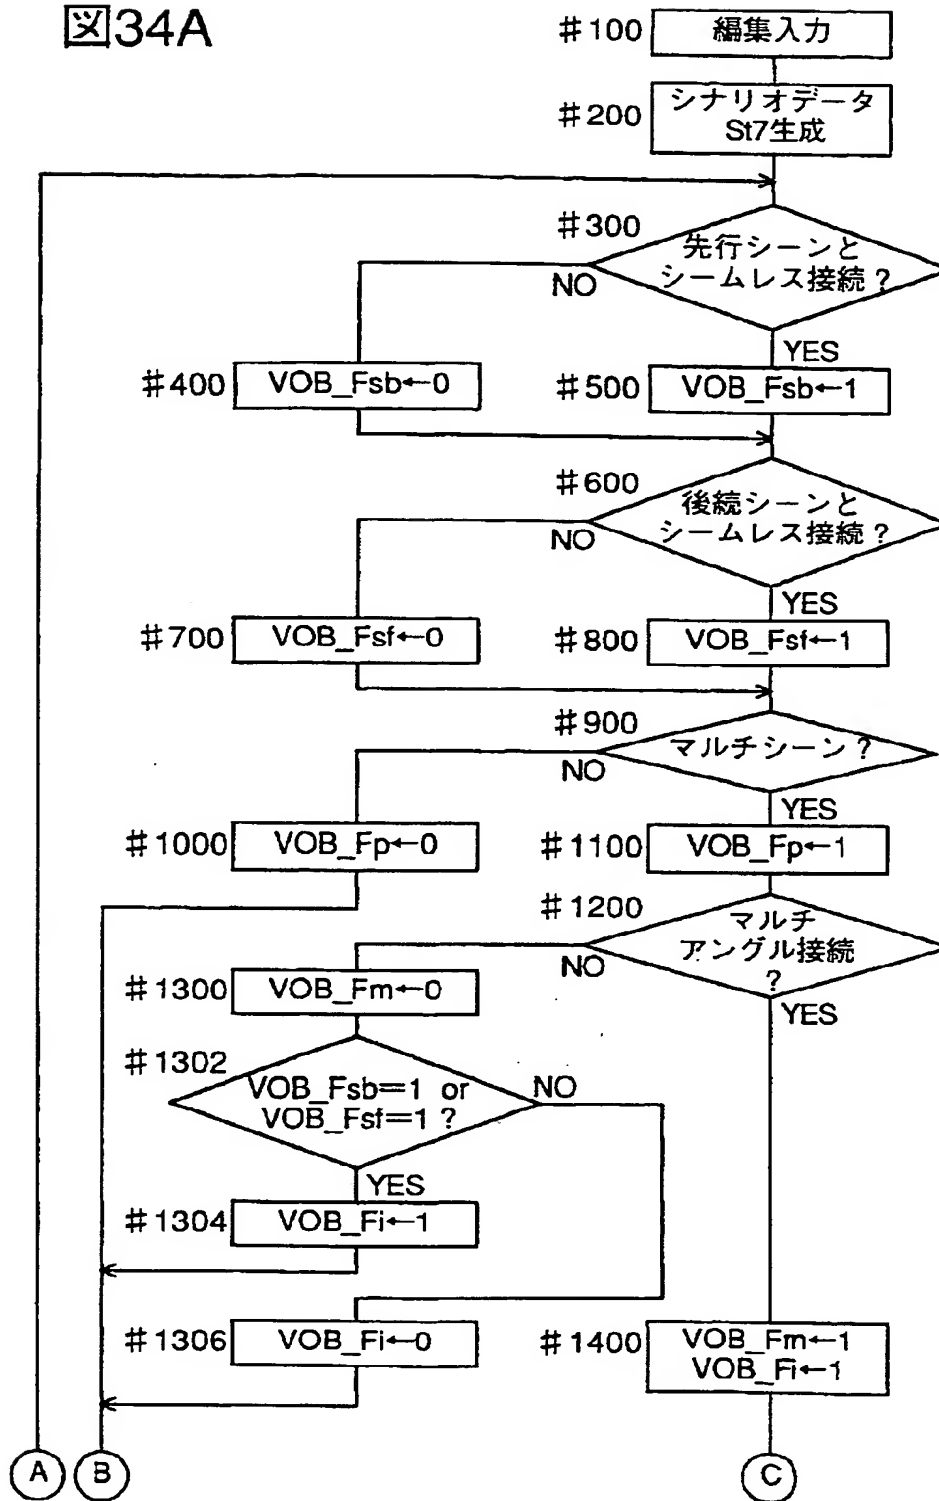 図34A
#100 編集入力
#200 シナリオデータ
St7生成
#300 先行シーンと
シームレス接続?
NO
YES
#400 VOB_Fsb←0
#500 VOB_Fsb←1
#600 後続シーンと
シームレス接続?
NO
YES
#700 VOB_Fsf←0
#800 VOB_Fsf←1
#900 マルチシーン?
NO
YES
#1000 VOB_Fp←0
#1100 VOB_Fp←1
#1200 マルチ
アングル接続
?
NO
YES
#1300 VOB_Fm←0
#1302 VOB_Fsb=1 or
VOB_Fsf=1?
NO
YES
#1304 VOB_Fi←1
#1306 VOB_Fi←0
#1400 VOB_Fm←1
VOB_Fi←1
A
B
C